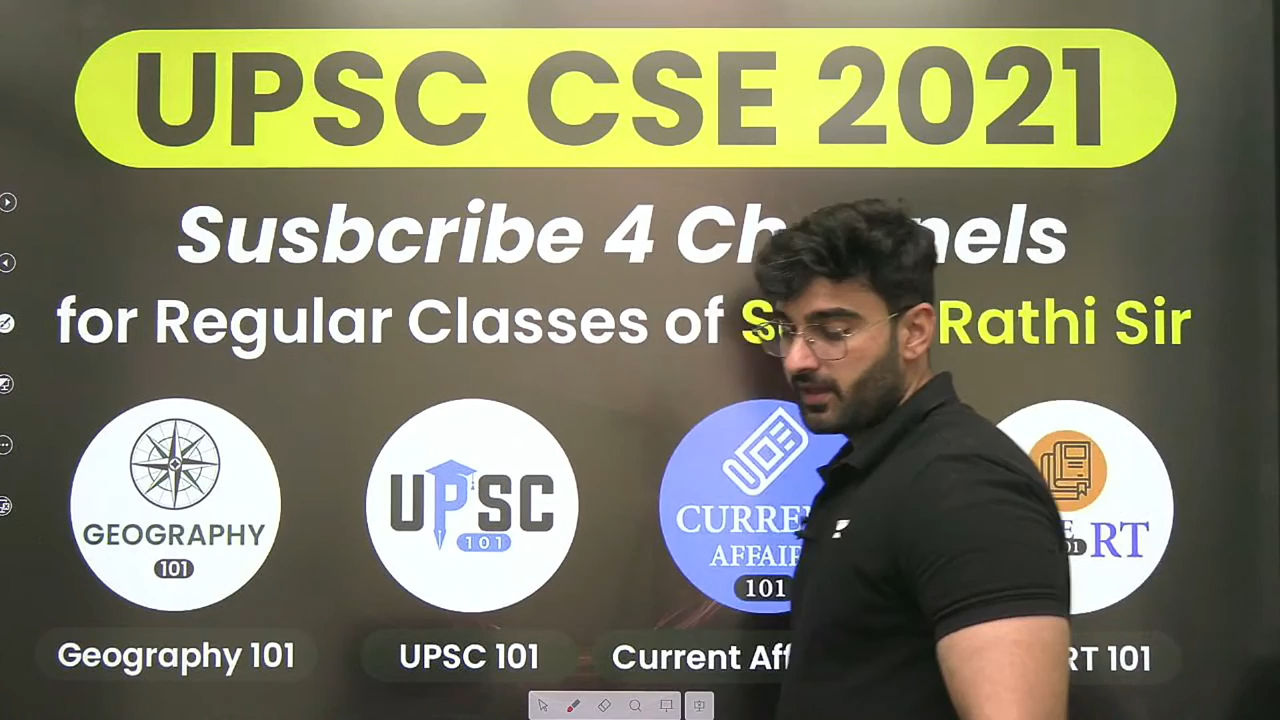 UPSC CSE 2021
Susbcribe 4 Ch nels
for Regular Classes of S Rathi Sir
GEOGRAPHY
101
UPSC
101
CURRE
AFFAIR
101
RT
Geography 101
UPSC 101
Current Aff
RT 101